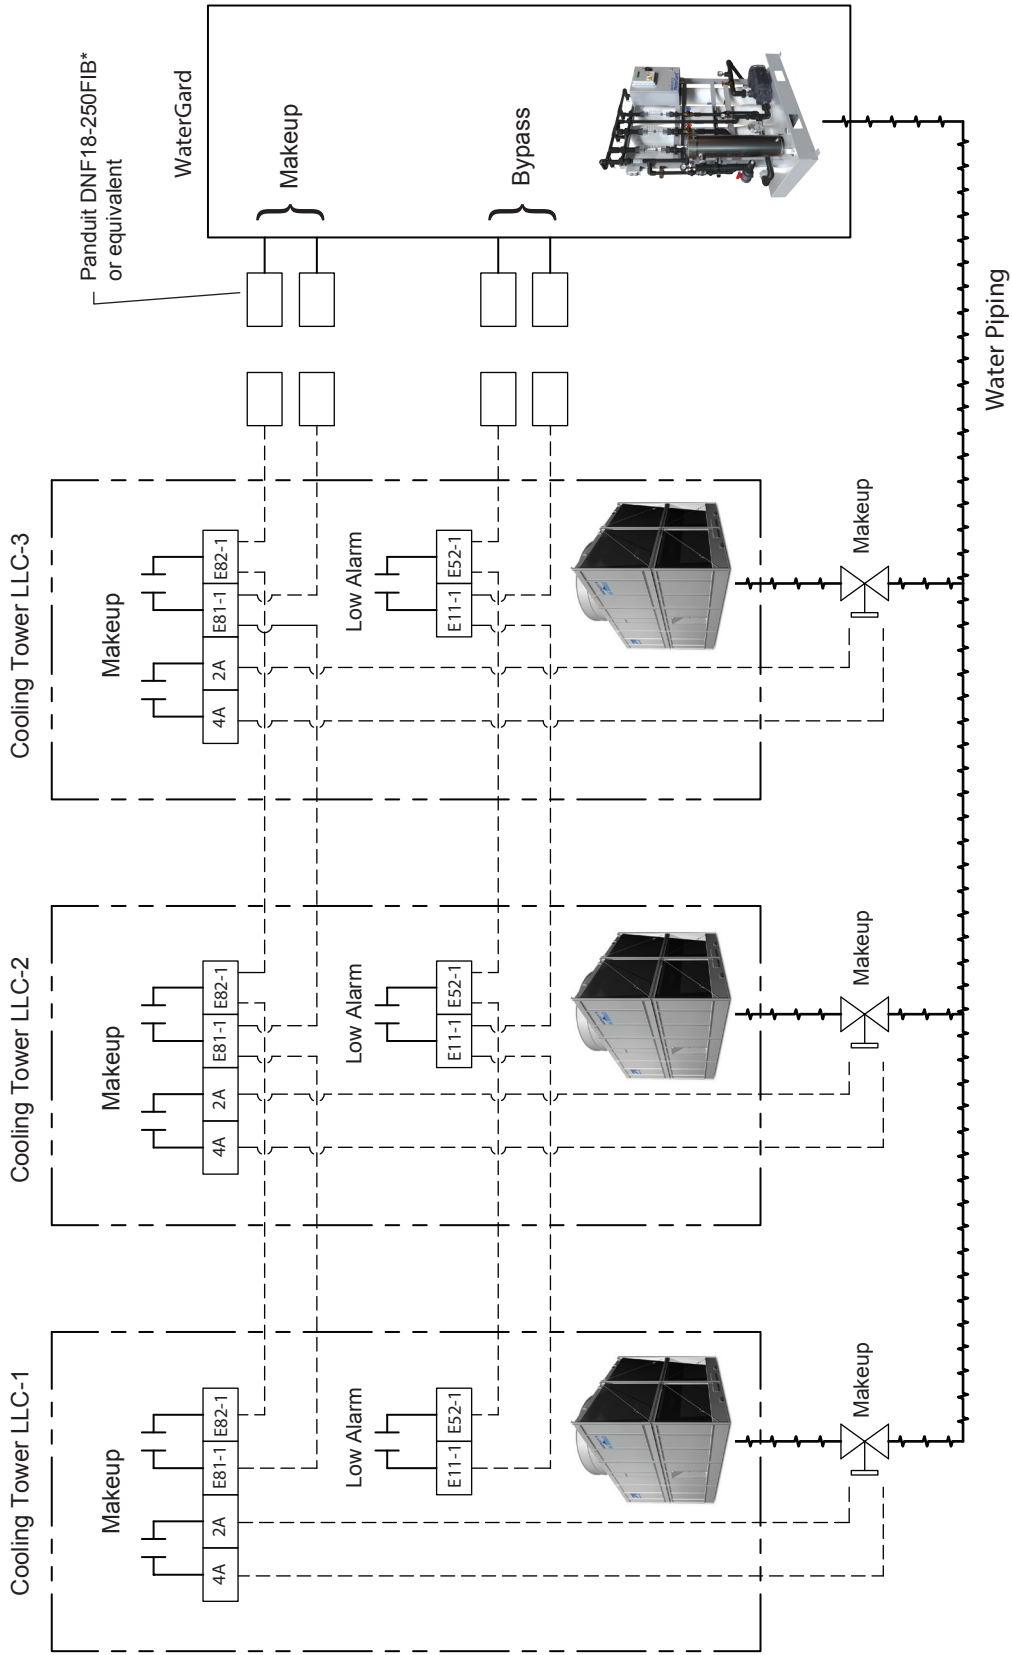 Cooling Tower LLC-1
Makeup
4A
2A
E81-1
E82-1
Low Alarm
E11-1
E52-1
Makeup
Cooling Tower LLC-2
Makeup
4A
2A
E81-1
E82-1
Low Alarm
E11-1
E52-1
Makeup
Cooling Tower LLC-3
Makeup
4A
2A
E81-1
E82-1
Low Alarm
E11-1
E52-1
Makeup
Panduit DNF18-250FIB*
or equivalent
WaterGard
Makeup
Bypass
Water Piping